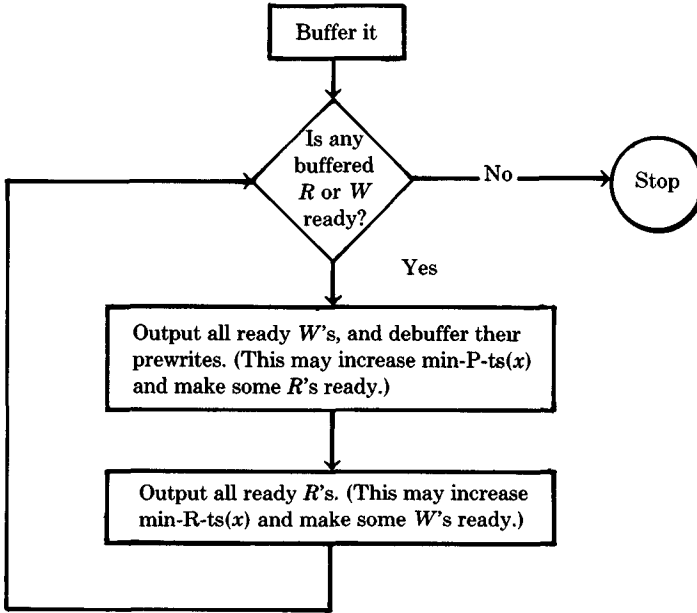 Buffer it
Is any
buffered
R or W
ready?
No
Stop
Yes
Output all ready W's, and debuffer their
prewrites. (This may increase min-P-ts(x)
and make some R's ready.)
Output all ready R's. (This may increase
min-R-ts(x) and make some W's ready.)